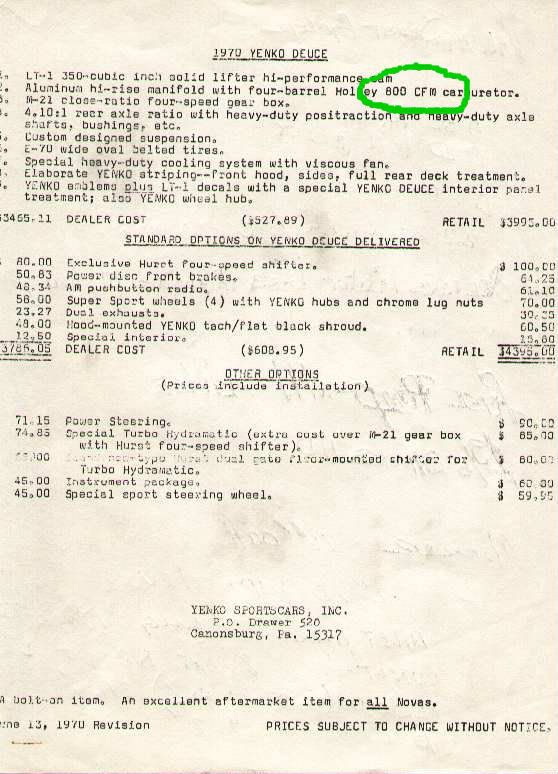 1970 YENKO DEUCE
LT-1 350-cubic inch solid lifter hi-performance cam
Aluminum hi-rise manifold with four-barrel Holley 800 CFM carburetor.
M-21 close-ratio four-speed gear box.
4.10:1 rear axle ratio with heavy-duty positraction and heavy-duty axle
shafts, bushings, etc.
Custom designed suspension.
E-70 wide oval belted tires.
Special heavy-duty cooling system with viscous fan.
Elaborate YENKO striping--front hood, sides, full rear deck treatment.
YENKO emblems plus LT-1 decals with a special YENKO DEUCE interior panel
treatment; also YENKO wheel hub.
$3465.11 DEALER COST ($527.89) RETAIL $3993.00
STANDARD OPTIONS ON YENKO DEUCE DELIVERED
$ 80.00 Exclusive Hurst four-speed shifter. $ 100.00
50.63 Power disc front brakes. 64.25
48.34 AM pushbutton radio. 61.10
56.00 Super Sport wheels (4) with YENKO hubs and chrome lug nuts 70.00
23.27 Dual exhausts.
48.00 Hood-mounted YENKO tach/flat black shroud. 60.50
12.50 Special interior.
3786.05 DEALER COST ($608.95) RETAIL $4395.00
OTHER OPTIONS
(Prices include installation)
71.15 Power Steering. $ 90.00
74.85 Special Turbo Hydramatic (extra cost over M-21 gear box $ 85.00
with Hurst four-speed shifter).
Hurst dual gate floor-mounted shifter for $ 60.00
Turbo Hydramatic.
45.00 Instrument package. $
45.00 Special sport steering wheel. $ 59.95
YENKO SPORTSCARS, INC.
P.O. Drawer 520
Canonsburg, Pa. 15317
A bolt-on item. An excellent aftermarket item for all Novas.
une 13, 1970 Revision PRICES SUBJECT TO CHANGE WITHOUT NOTICE.